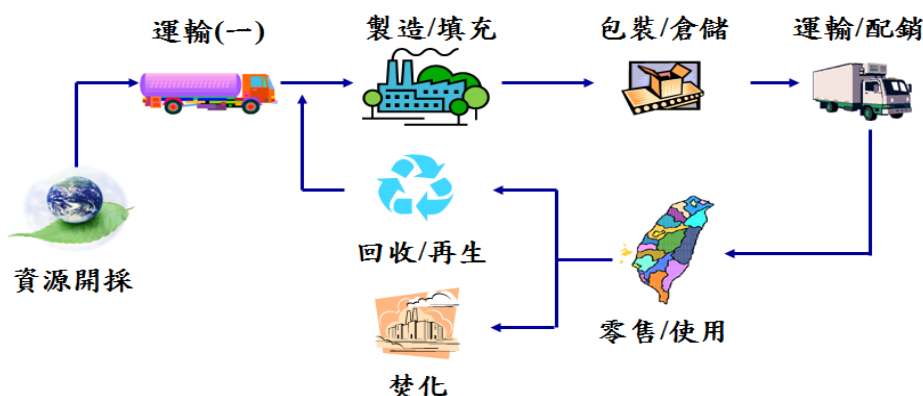 運輸(一)
製造/填充
包裝/倉儲
運輸/配銷
資源開採
回收/再生
零售/使用
焚化